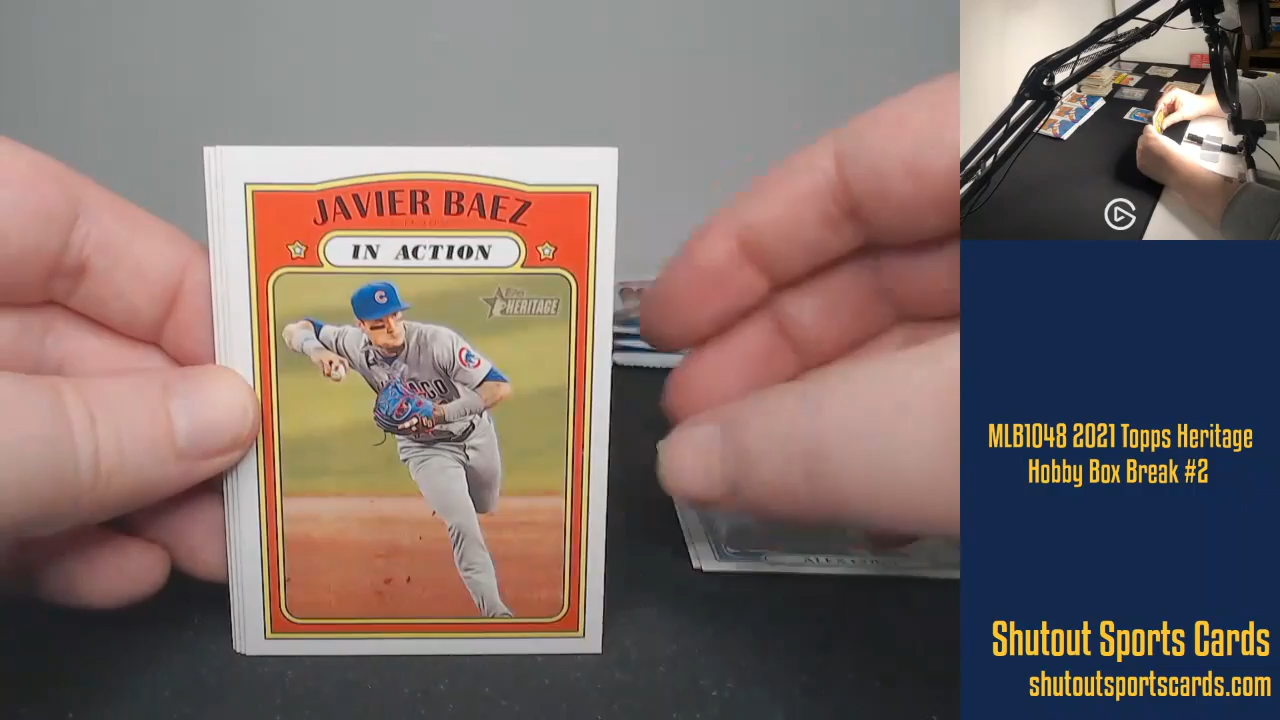 JAVIER BAEZ
IN ACTION
Topps
HERITAGE
C
ALEX
MLB1048 2021 Topps Heritage
Hobby Box Break #2
Shutout Sports Cards
shutoutsportscards.com